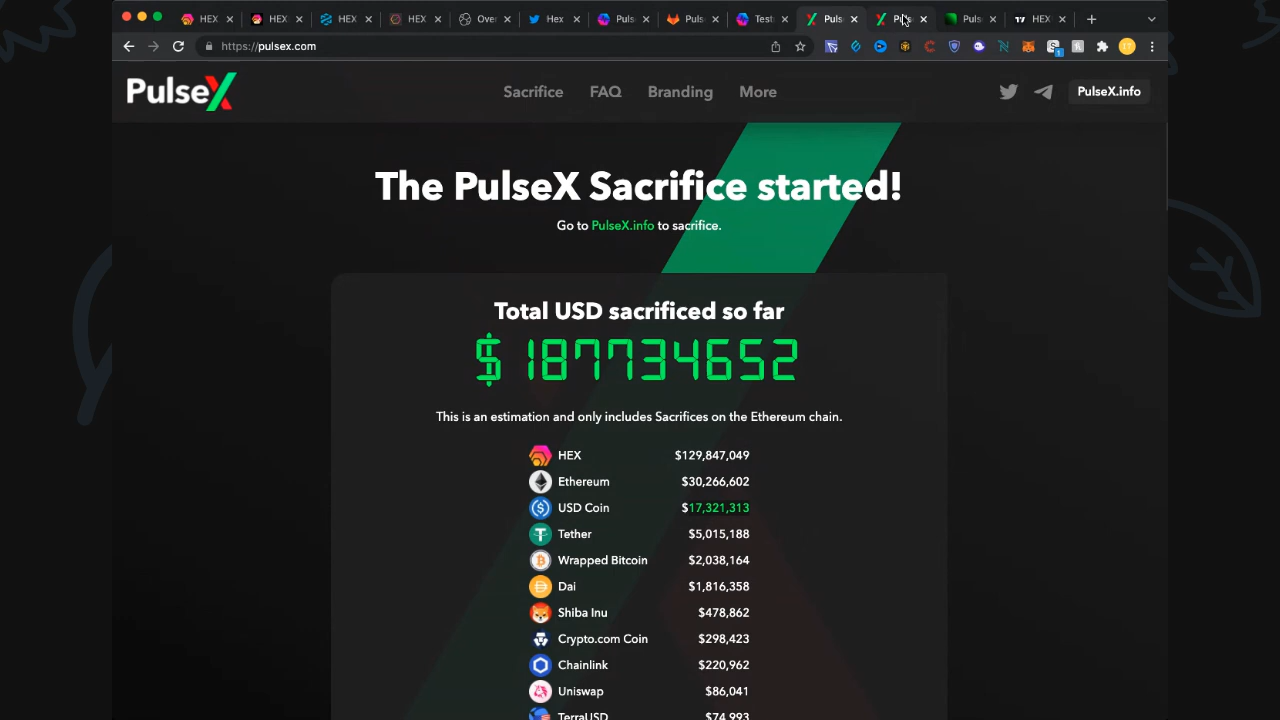 HEX HEX HEX HEX Over Hex Puls Puls Test Puls Puls Puls HEX
https://pulsex.com
PulseX Sacrifice FAQ Branding More PulseX.info
The PulseX Sacrifice started!
Go to PulseX.info to sacrifice.
Total USD sacrificed so far
$ 187734652
This is an estimation and only includes Sacrifices on the Ethereum chain.
HEX $129,847,049
Ethereum $30,266,602
USD Coin $17,321,313
Tether $5,015,188
Wrapped Bitcoin $2,038,164
Dai $1,816,358
Shiba Inu $478,862
Crypto.com Coin $298,423
Chainlink $220,962
Uniswap $86,041
TerraUSD $74,993